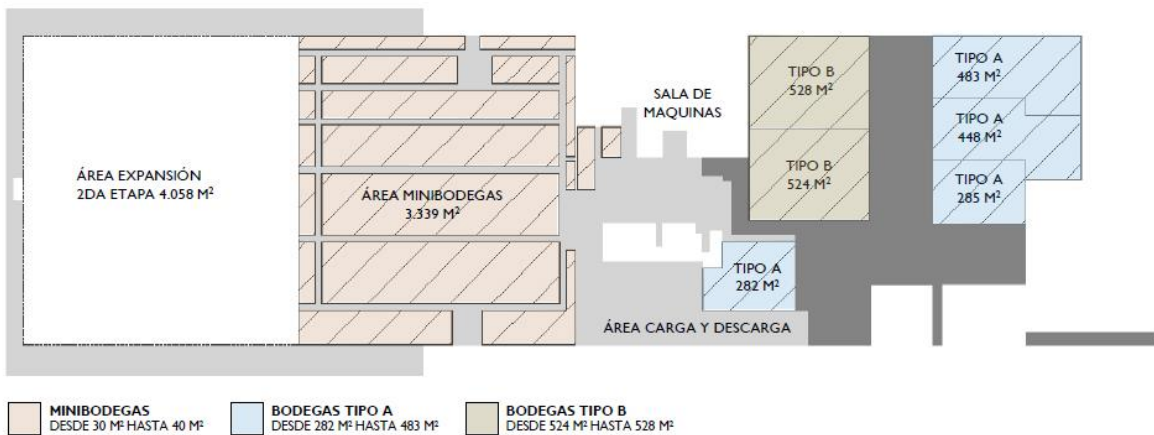 ÁREA EXPANSIÓN
2DA ETAPA 4.058 M²
ÁREA MINIBODEGAS
3.339 M²
SALA DE
MAQUINAS
TIPO B
528 M²
TIPO B
524 M²
TIPO A
483 M²
TIPO A
448 M²
TIPO A
285 M²
TIPO A
282 M²
ÁREA CARGA Y DESCARGA
MINIBODEGAS
DESDE 30 M² HASTA 40 M²
BODEGAS TIPO A
DESDE 282 M² HASTA 483 M²
BODEGAS TIPO B
DESDE 524 M² HASTA 528 M²